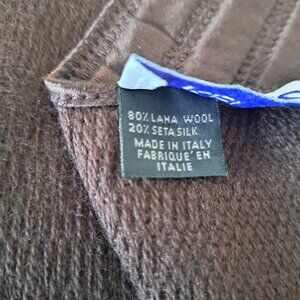 80% LANA WOOL
20% SETA SILK
MADE IN ITALY
FABRIQUE' EN
ITALIE